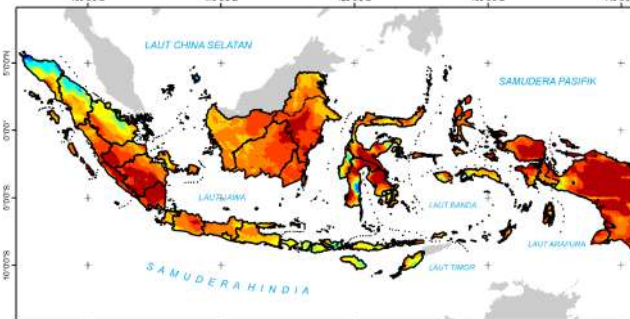 LAUT CHINA SELATAN
SAMUDERA PASIFIK
5°0'0"N
0°0'0"
LAUT JAWA
LAUT BANDA
5°0'0"S
LAUT ARAFURA
10°0'0"S
LAUT TIMOR
SAMUDERA HINDIA